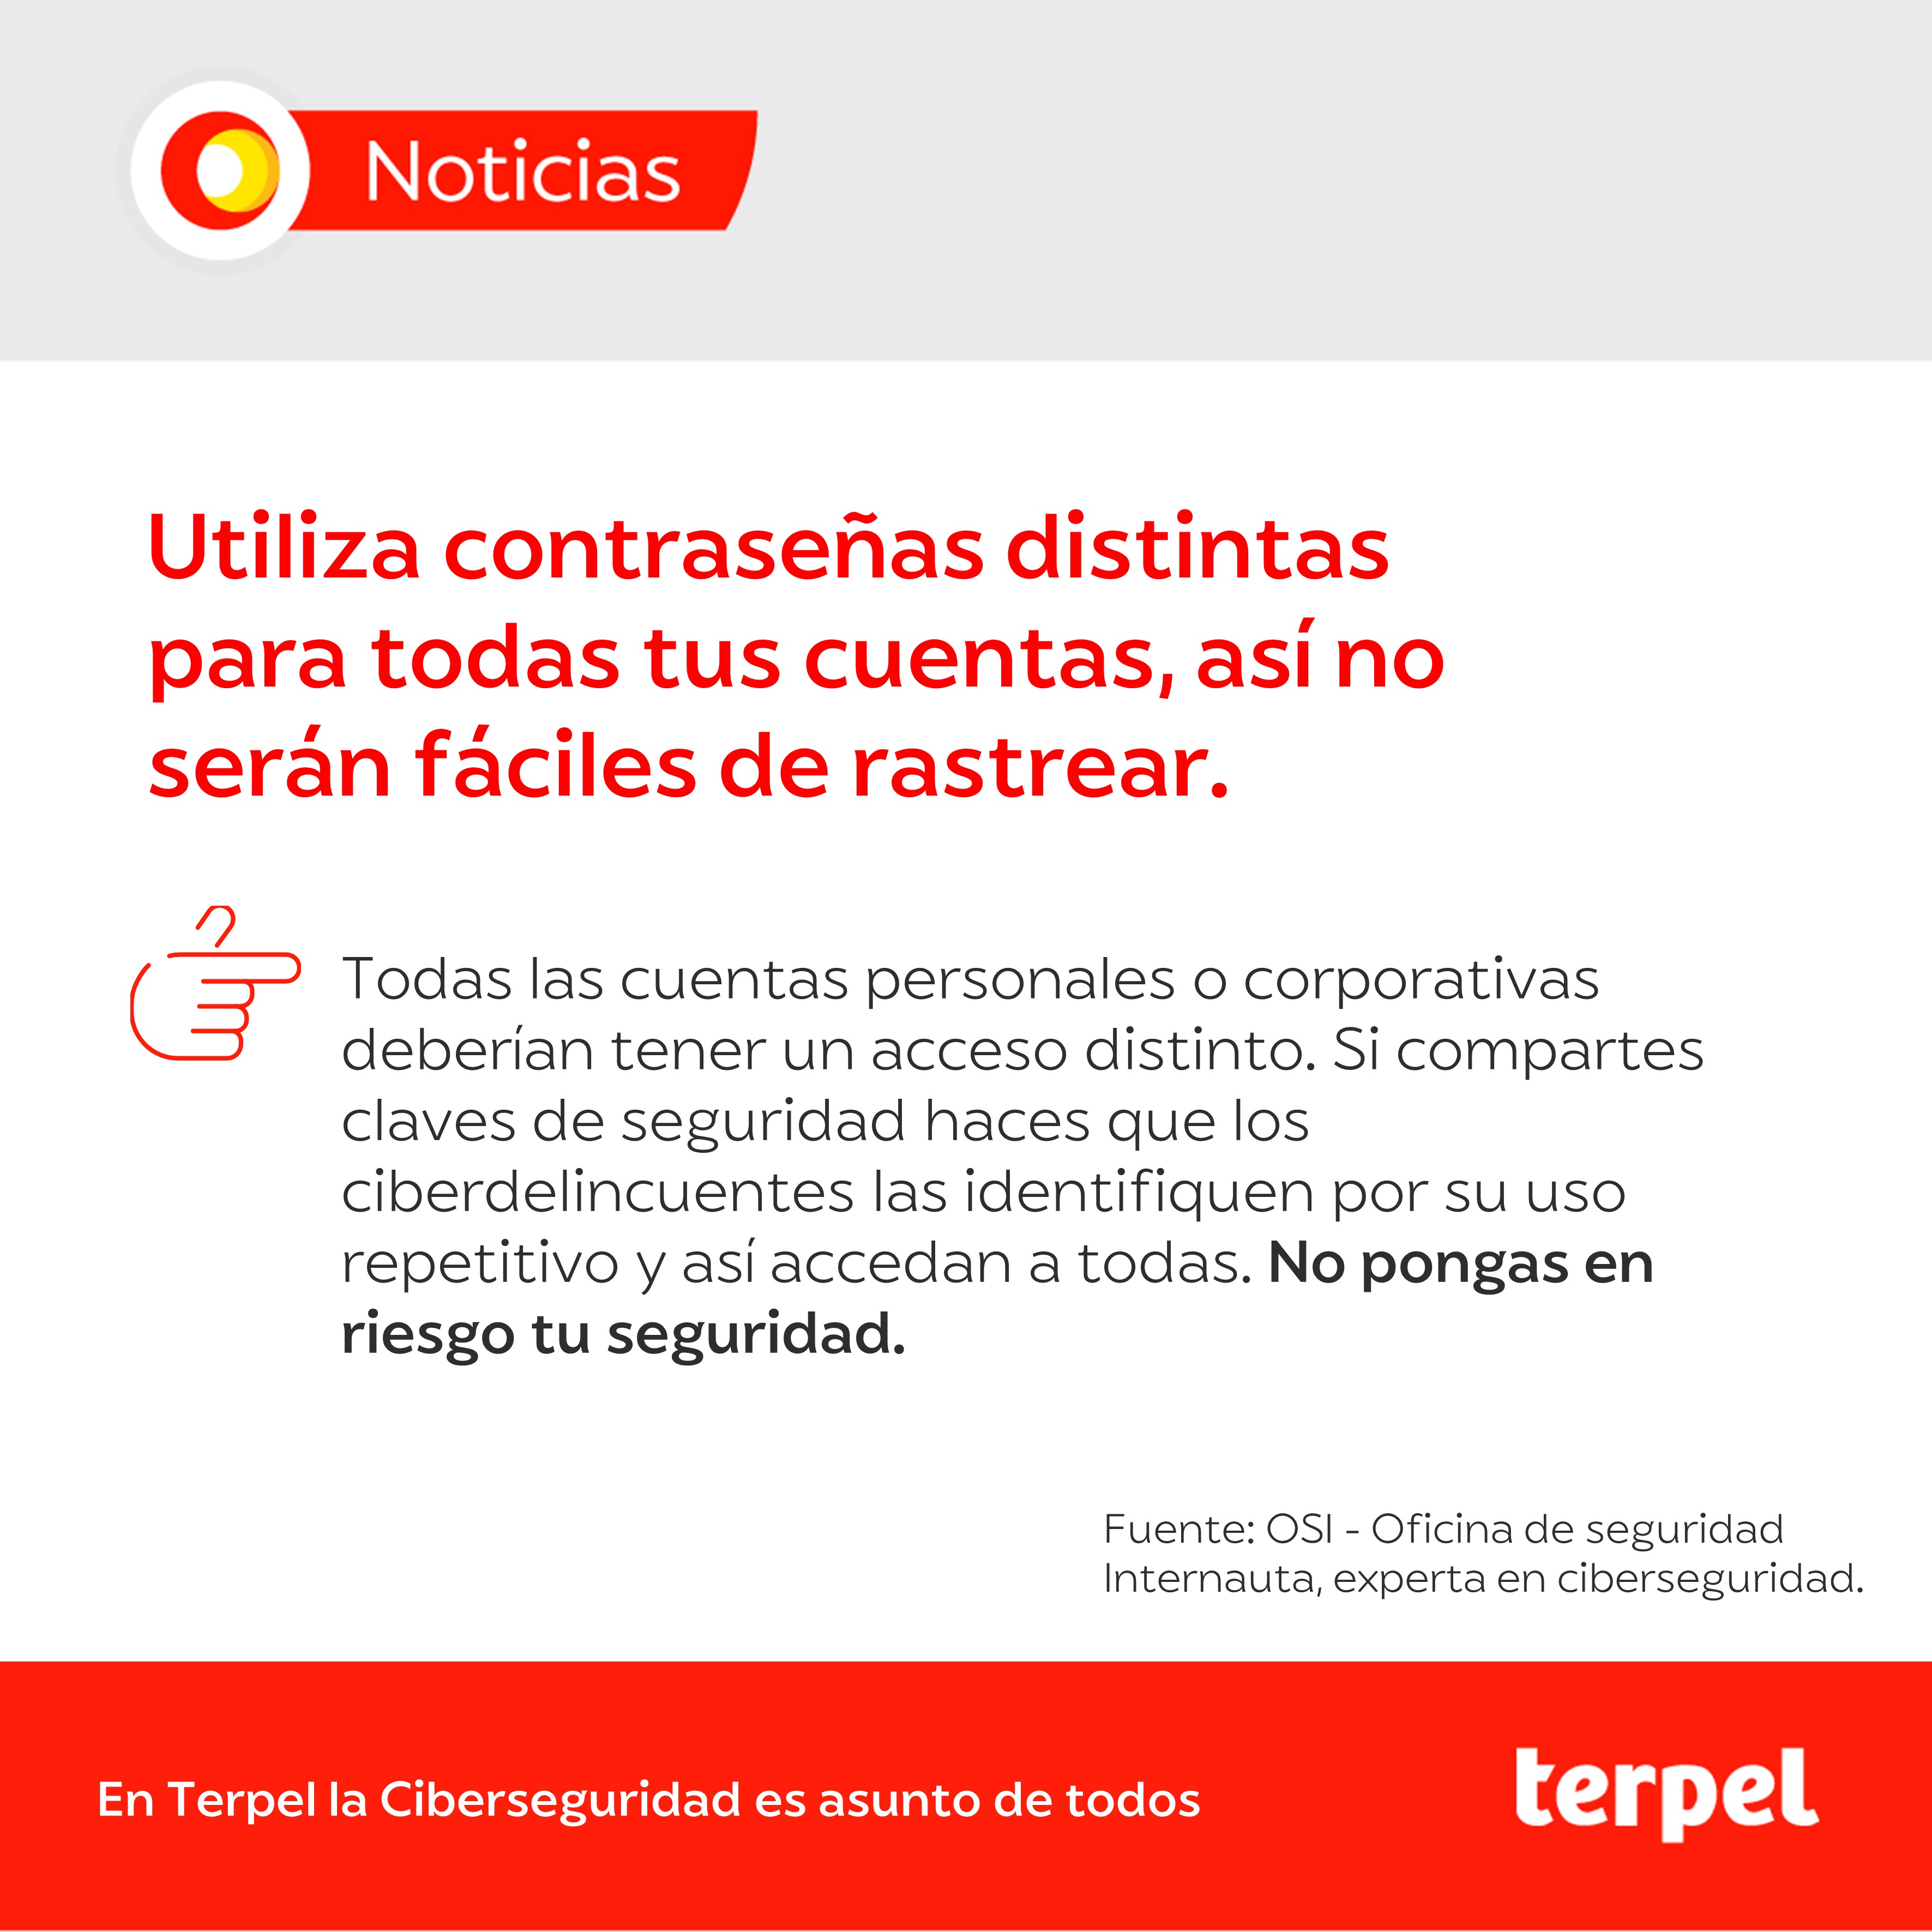 Noticias
Utiliza contraseñas distintas
para todas tus cuentas, así no
serán fáciles de rastrear.
Todas las cuentas personales o corporativas
deberían tener un acceso distinto. Si compartes
claves de seguridad haces que los
ciberdelincuentes las identifiquen por su uso
repetitivo y así accedan a todas. No pongas en
riesgo tu seguridad.
Fuente: OSI - Oficina de seguridad
Internauta, experta en ciberseguridad.
En Terpel la Ciberseguridad es asunto de todos
terpel